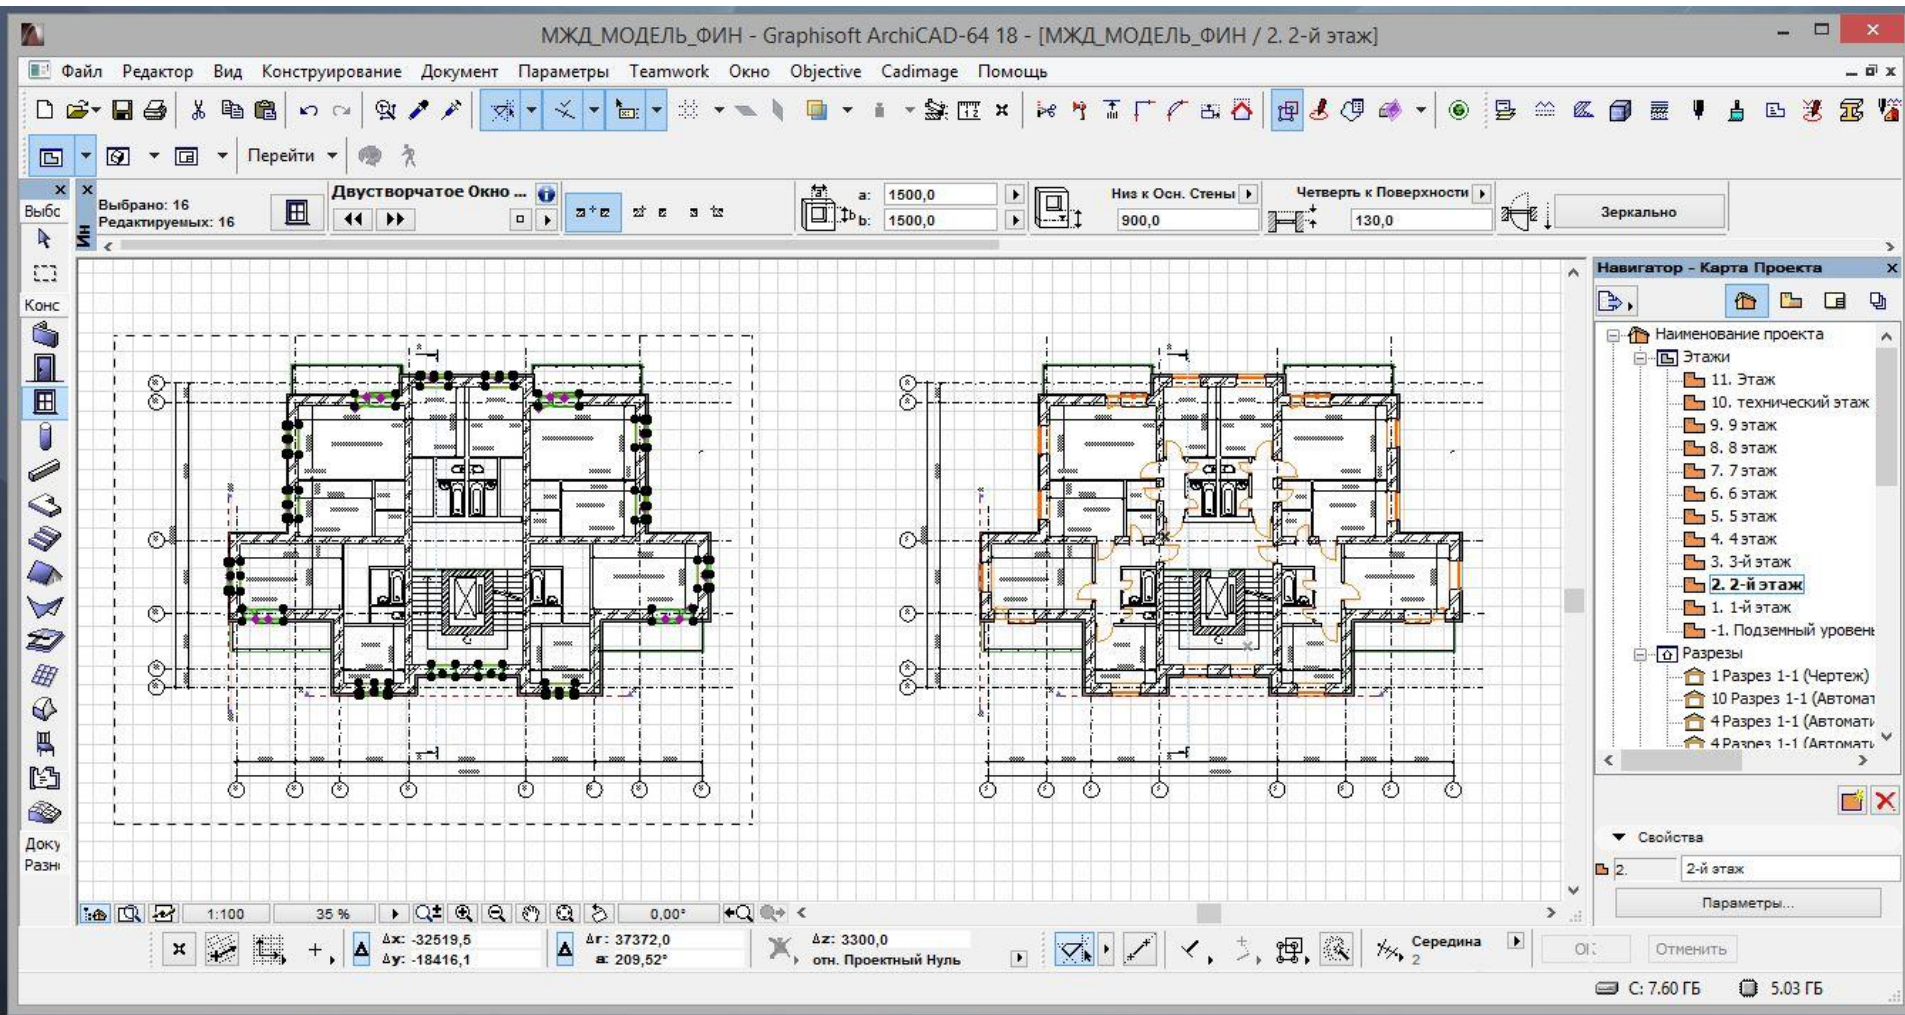 МЖД_МОДЕЛЬ_ФИН - Graphisoft ArchiCAD-64 18 - [МЖД_МОДЕЛЬ_ФИН / 2. 2-й этаж]
Файл Редактор Вид Конструирование Документ Параметры Teamwork Окно Objective Cadimage Помощь
Перейти
Выбс
Выбрано: 16
Редактируемых: 16
Ин
Двустворчатое Окно ...
a: 1500,0
b: 1500,0
Низ к Осн. Стены
900,0
Четверть к Поверхности
130,0
Зеркально
Конс
Доку
Разн
Навигатор - Карта Проекта
Наименование проекта
Этажи
11. Этаж
10. технический этаж
9. 9 этаж
8. 8 этаж
7. 7 этаж
6. 6 этаж
5. 5 этаж
4. 4 этаж
3. 3-й этаж
2. 2-й этаж
1. 1-й этаж
-1. Подземный уровень
Разрезы
1 Разрез 1-1 (Чертеж)
10 Разрез 1-1 (Автомат
4 Разрез 1-1 (Автомати
4 Разрез 1-1 (Автомати
Свойства
2. 2-й этаж
Параметры...
1:100 35 % 0,00°
Δx: -32519,5
Δy: -18416,1
Δr: 37372,0
a: 209,52°
Δz: 3300,0
отн. Проектный Нуль
Середина
2
Отменить
C: 7.60 ГБ 5.03 ГБ